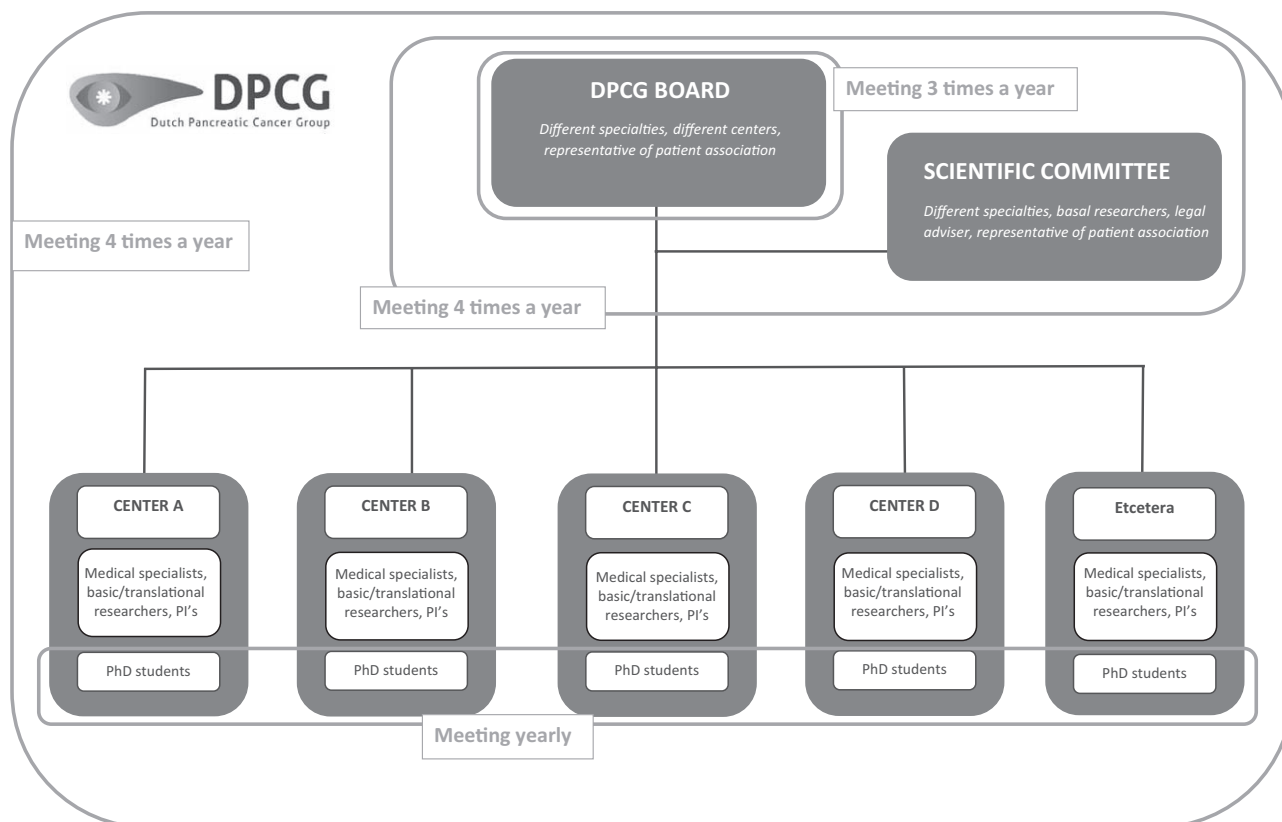 DPCG
Dutch Pancreatic Cancer Group
DPCG BOARD
Different specialties, different centers,
representative of patient association
Meeting 3 times a year
SCIENTIFIC COMMITTEE
Different specialties, basal researchers, legal
adviser, representative of patient association
Meeting 4 times a year
Meeting 4 times a year
CENTER A
Medical specialists,
basic/translational
researchers, PI's
PhD students
CENTER B
Medical specialists,
basic/translational
researchers, PI's
PhD students
CENTER C
Medical specialists,
basic/translational
researchers, PI's
PhD students
CENTER D
Medical specialists,
basic/translational
researchers, PI's
PhD students
Etcetera
Medical specialists,
basic/translational
researchers, PI's
PhD students
Meeting yearly